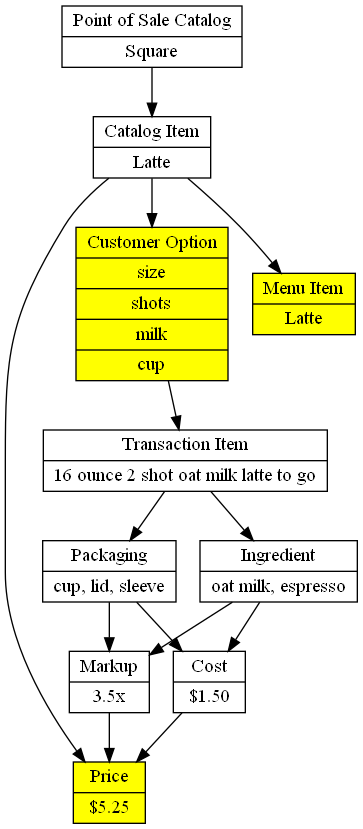 Point of Sale Catalog
Square
Catalog Item
Latte
Customer Option
size
shots
milk
cup
Menu Item
Latte
Transaction Item
16 ounce 2 shot oat milk latte to go
Packaging
cup, lid, sleeve
Ingredient
oat milk, espresso
Markup
3.5x
Cost
$1.50
Price
$5.25